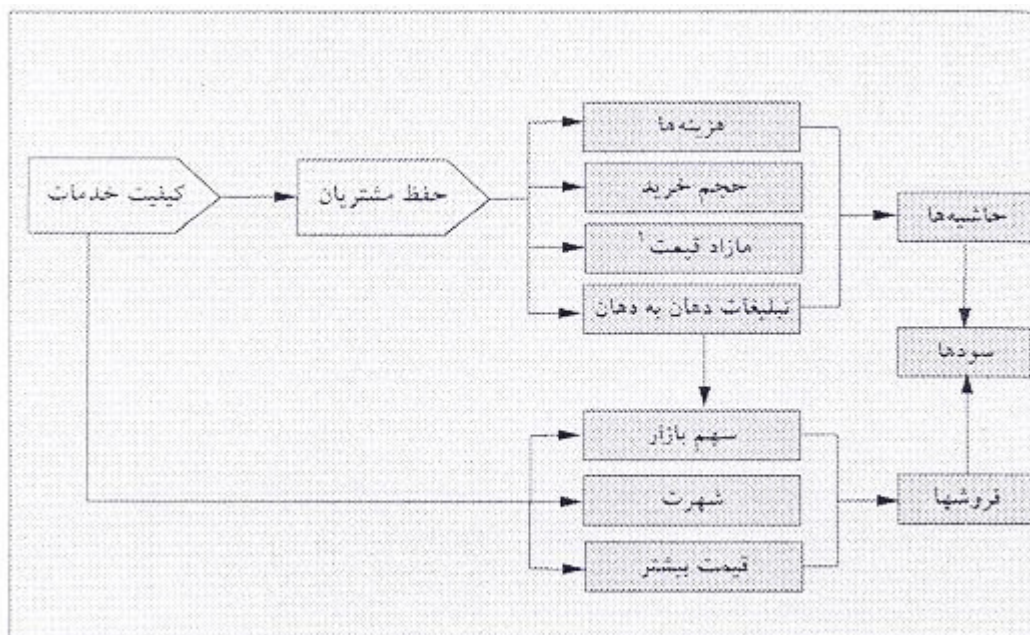 هزینه‌ها
کیفیت خدمات
حفظ مشتریان
حجم خرید
حاشیه‌ها
مازاد قیمت ۱
تبلیغات دهان به دهان
سودها
سهم بازار
شهرت
فروشها
قیمت بیشتر